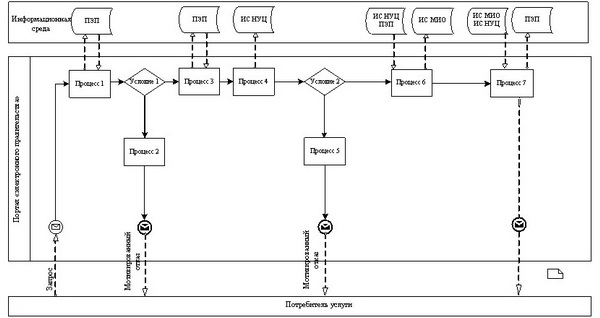 Информационная
среда
ПЭП
ПЭП
ИС НУЦ
ИС НУЦ
ПЭП
ИС МИО
ИС МИО
ИС НУЦ
ПЭП
Портал «электронного правительства»
Процесс 1
Условие 1
Процесс 3
Процесс 4
Условие 2
Процесс 6
Процесс 7
Процесс 2
Процесс 5
Запрос
Мотивированный
отказ
Мотивированный
отказ
Потребитель услуги